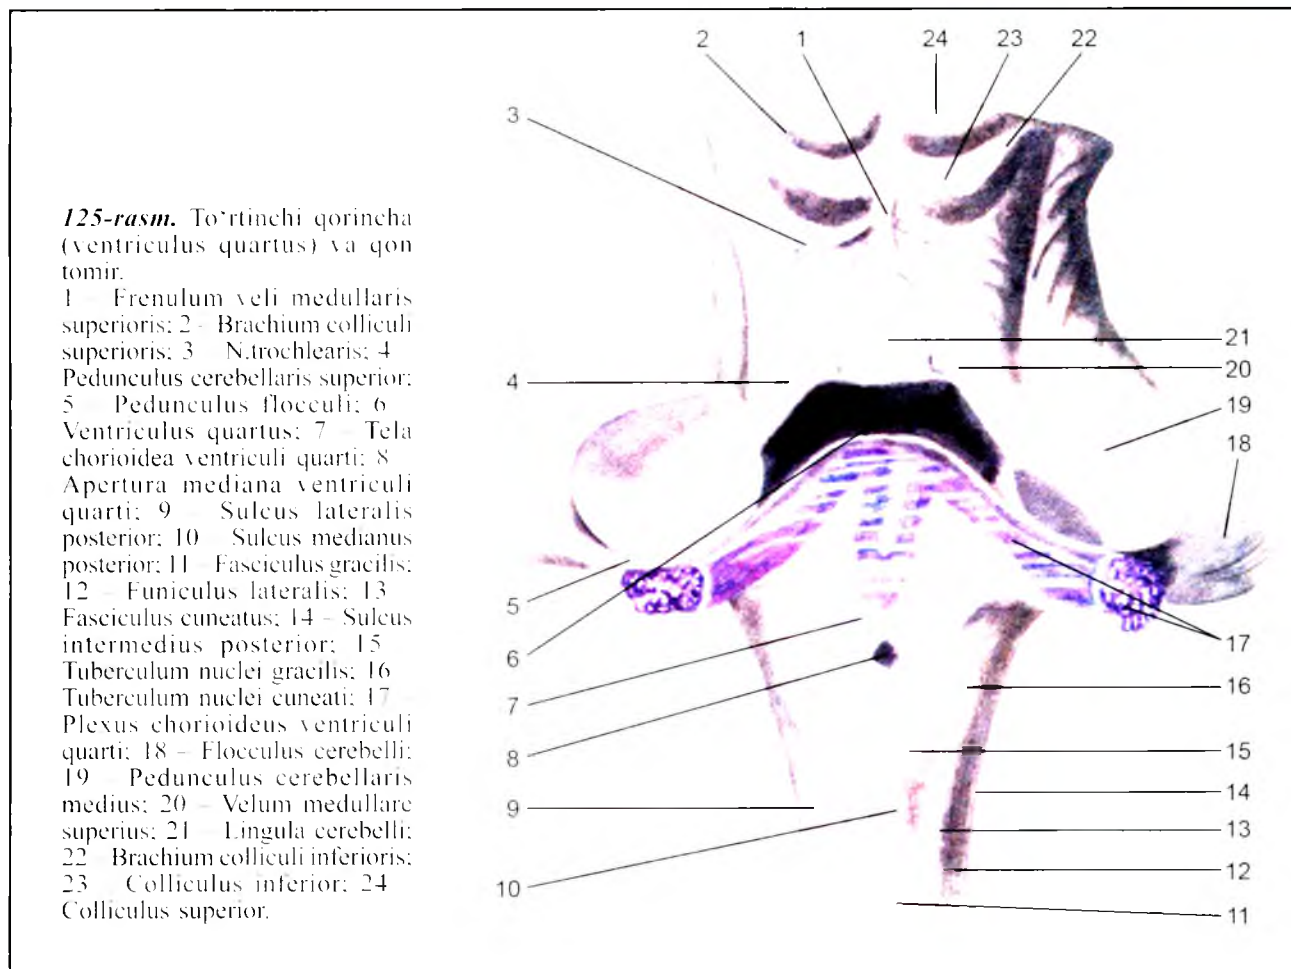 125-rasm. To‘rtinchi qorincha
(ventriculus quartus) va qon
tomir.
1 – Frenulum veli medullaris
superioris; 2 – Brachium colliculi
superioris; 3 – N.trochlearis; 4 –
Pedunculus cerebellaris superior;
5 – Pedunculus flocculi; 6 –
Ventriculus quartus; 7 – Tela
chorioidea ventriculi quarti; 8 –
Apertura mediana ventriculi
quarti; 9 – Sulcus lateralis
posterior; 10 – Sulcus medianus
posterior; 11 – Fasciculus gracilis;
12 – Funiculus lateralis; 13 –
Fasciculus cuneatus; 14 – Sulcus
intermedius posterior; 15 –
Tuberculum nuclei gracilis; 16 –
Tuberculum nuclei cuneati; 17 –
Plexus chorioideus ventriculi
quarti; 18 – Flocculus cerebelli;
19 – Pedunculus cerebellaris
medius; 20 – Velum medullare
superius; 21 – Lingula cerebelli;
22 – Brachium colliculi inferioris;
23 – Colliculus inferior; 24 –
Colliculus superior.
2 1 24 23 22
3
21
4 20
19
18
5
6 17
7 16
8 15
9 14
13
10 12
11